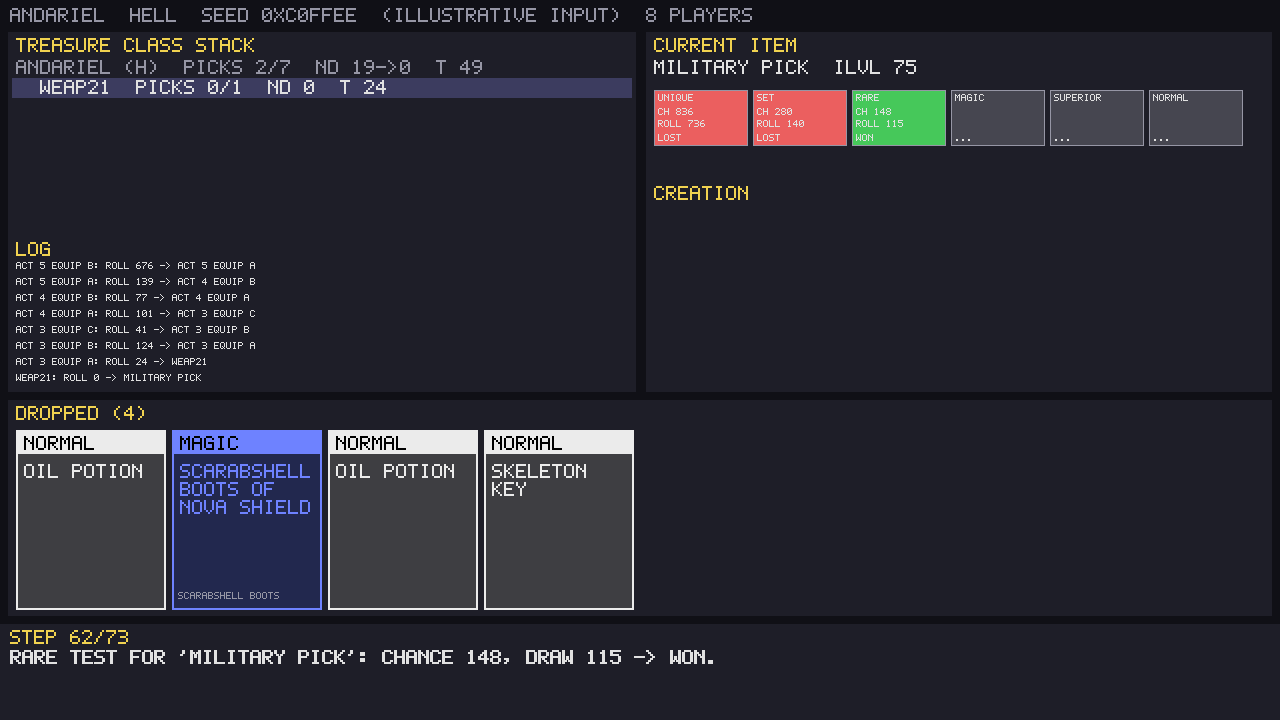 ANDARIEL  HELL  SEED 0XC0FFEE  (ILLUSTRATIVE INPUT)  8 PLAYERS
TREASURE CLASS STACK
ANDARIEL (H)  PICKS 2/7  ND 19->0  T 49
WEAP21  PICKS 0/1  ND 0  T 24
LOG
ACT 5 EQUIP B: ROLL 676 -> ACT 5 EQUIP A
ACT 5 EQUIP A: ROLL 139 -> ACT 4 EQUIP B
ACT 4 EQUIP B: ROLL 77 -> ACT 4 EQUIP A
ACT 4 EQUIP A: ROLL 101 -> ACT 3 EQUIP C
ACT 3 EQUIP C: ROLL 41 -> ACT 3 EQUIP B
ACT 3 EQUIP B: ROLL 124 -> ACT 3 EQUIP A
ACT 3 EQUIP A: ROLL 24 -> WEAP21
WEAP21: ROLL 0 -> MILITARY PICK
CURRENT ITEM
MILITARY PICK  ILVL 75
UNIQUE
CH 836
ROLL 736
LOST
SET
CH 280
ROLL 140
LOST
RARE
CH 148
ROLL 115
WON
MAGIC
...
SUPERIOR
...
NORMAL
...
CREATION
DROPPED (4)
NORMAL
OIL POTION
MAGIC
SCARABSHELL
BOOTS OF
NOVA SHIELD
SCARABSHELL BOOTS
NORMAL
OIL POTION
NORMAL
SKELETON
KEY
STEP 62/73
RARE TEST FOR 'MILITARY PICK': CHANCE 148, DRAW 115 -> WON.